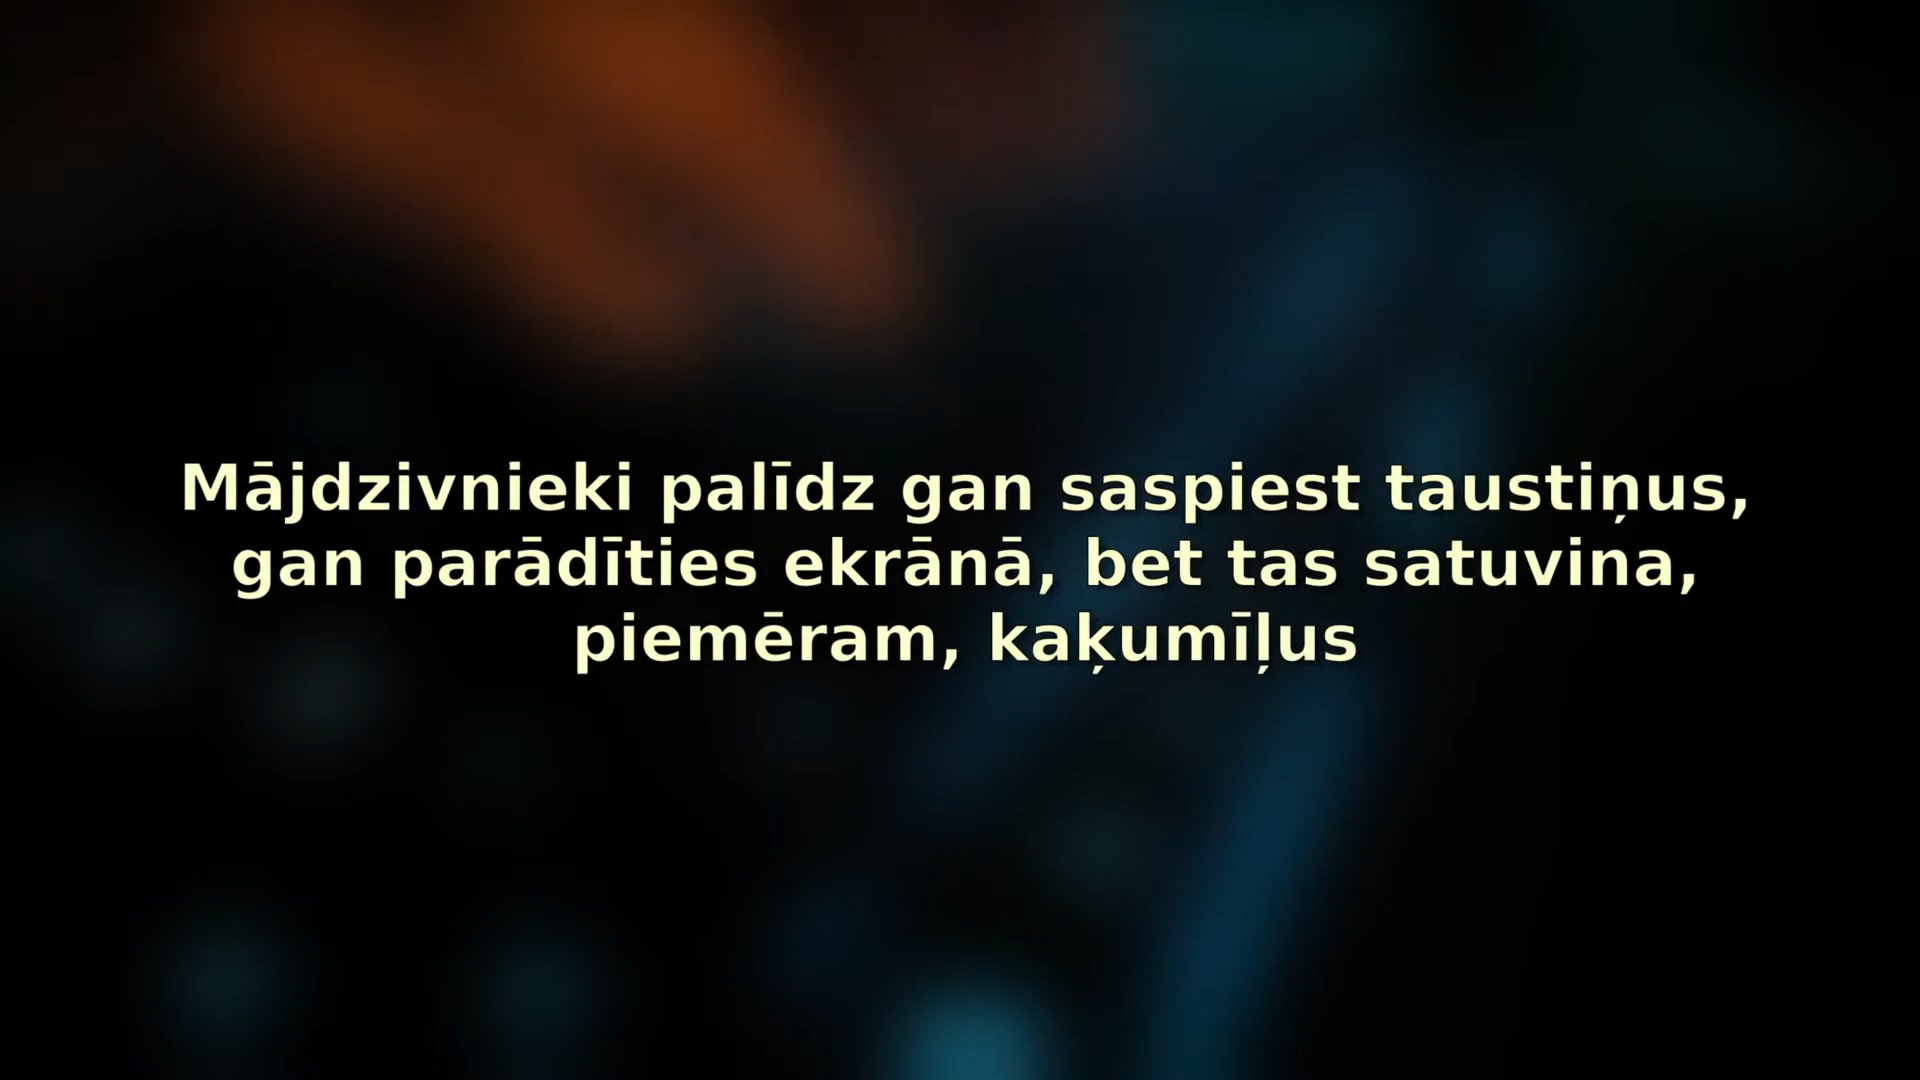 Mājdzivnieki palīdz gan saspiest taustiņus,
gan parādīties ekrānā, bet tas satuvina,
piemēram, kaķumīļus